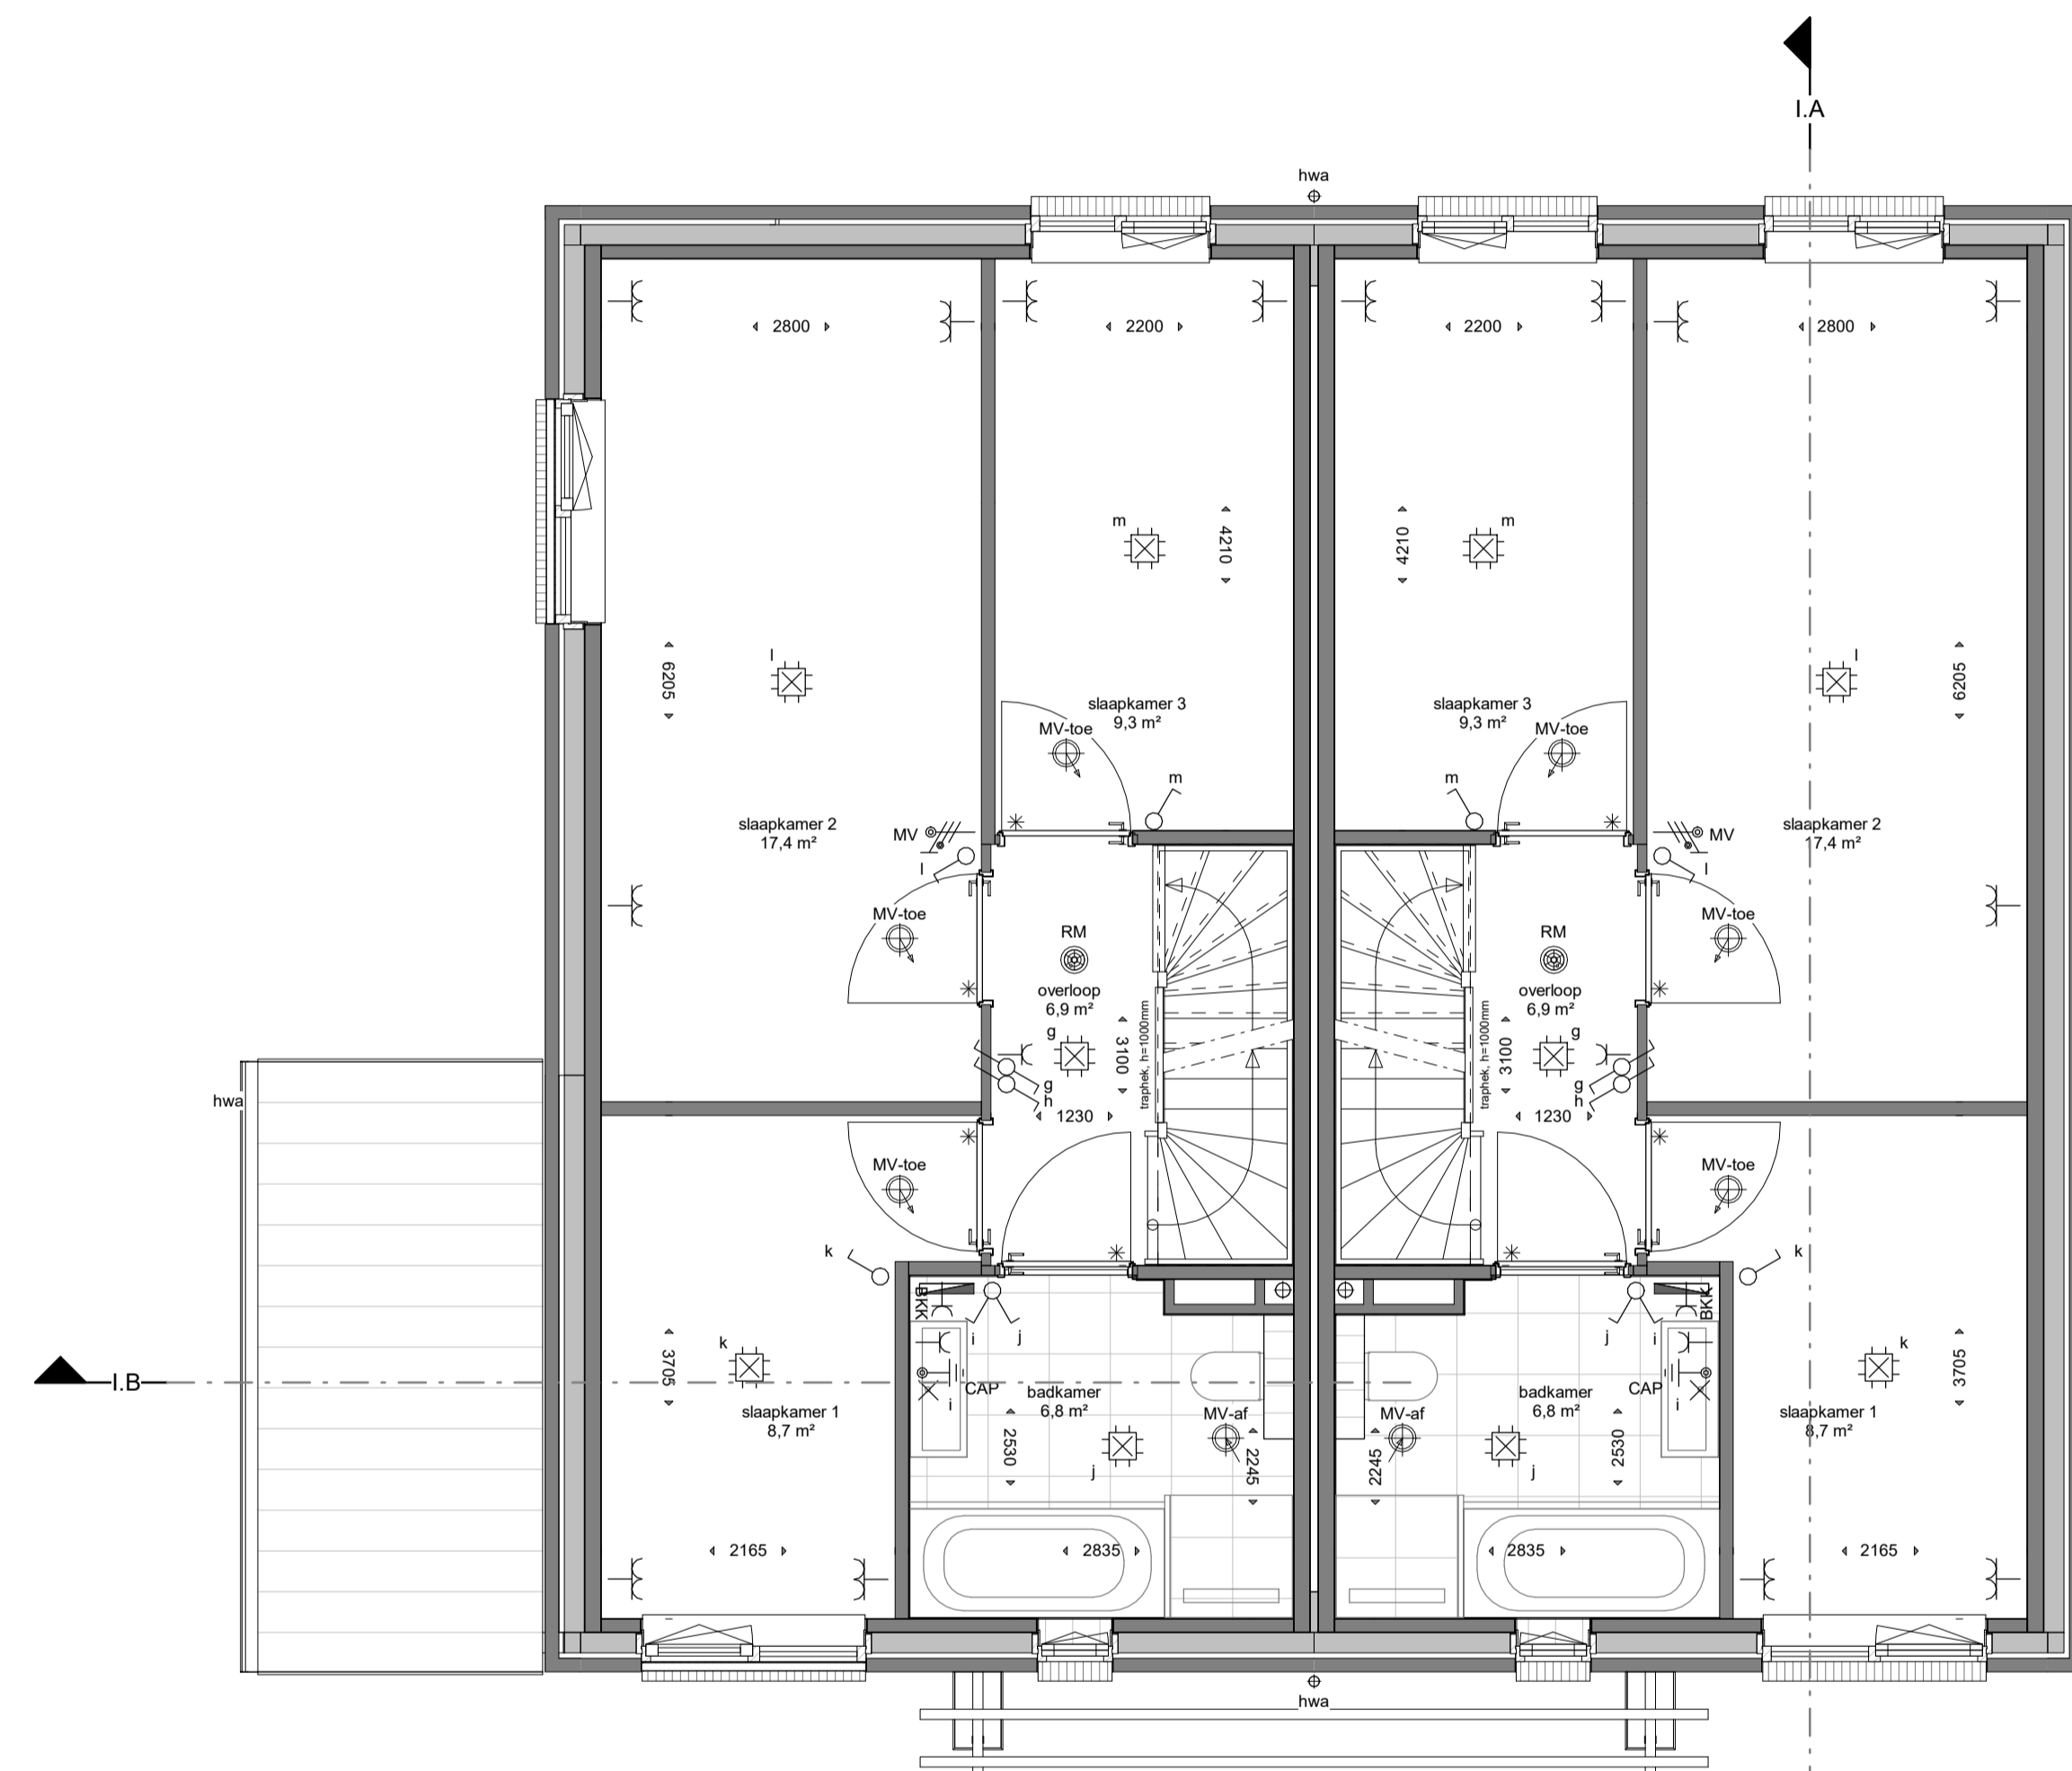 I.A
hwa
2800
2200
2200
2800
m
4210
4210
m
l
6205
l
6205
slaapkamer 3
9,3 m²
MV-toe
m
slaapkamer 3
9,3 m²
MV-toe
m
slaapkamer 2
17,4 m²
MV
l
MV-toe
slaapkamer 2
17,4 m²
MV
l
MV-toe
RM
overloop
6,9 m²
g
3100
traphek, h=1000mm
g
h
1230
RM
overloop
6,9 m²
g
3100
traphek, h=1000mm
g
h
1230
hwa
MV-toe
MV-toe
k
k
BKK
i
j
j
i
BKK
k
3705
k
3705
I.B
CAP
i
badkamer
6,8 m²
MV-af
badkamer
6,8 m²
MV-af
CAP
i
slaapkamer 1
8,7 m²
slaapkamer 1
8,7 m²
2530
j
2245
2245
j
2530
2165
2835
2835
2165
hwa